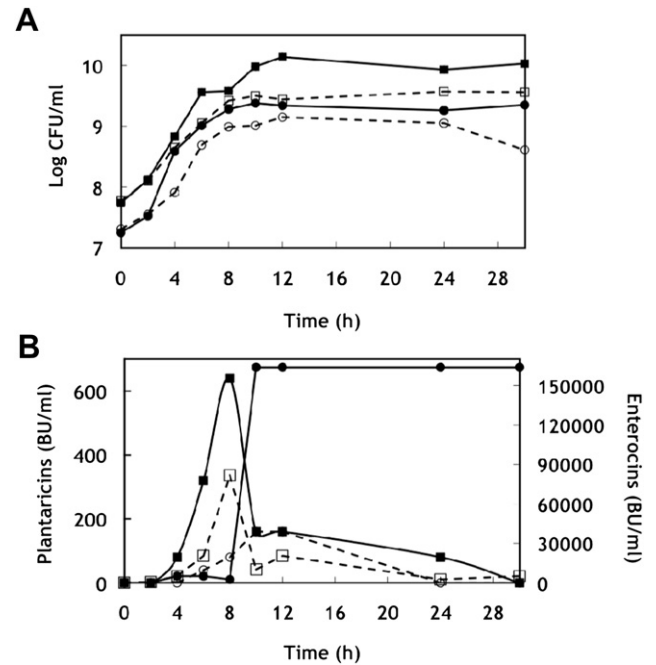 A
10
9
8
7
Log CFU/ml
0 4 8 12 16 20 24 28
Time (h)
B
600
400
200
0
Plantaricins (BU/ml)
150000
120000
90000
60000
30000
0
Enterocins (BU/ml)
0 4 8 12 16 20 24 28
Time (h)